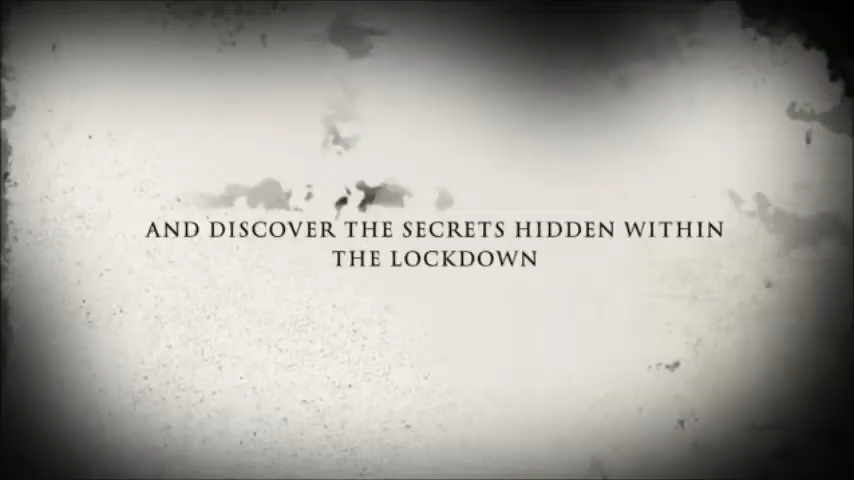 AND DISCOVER THE SECRETS HIDDEN WITHIN
THE LOCKDOWN